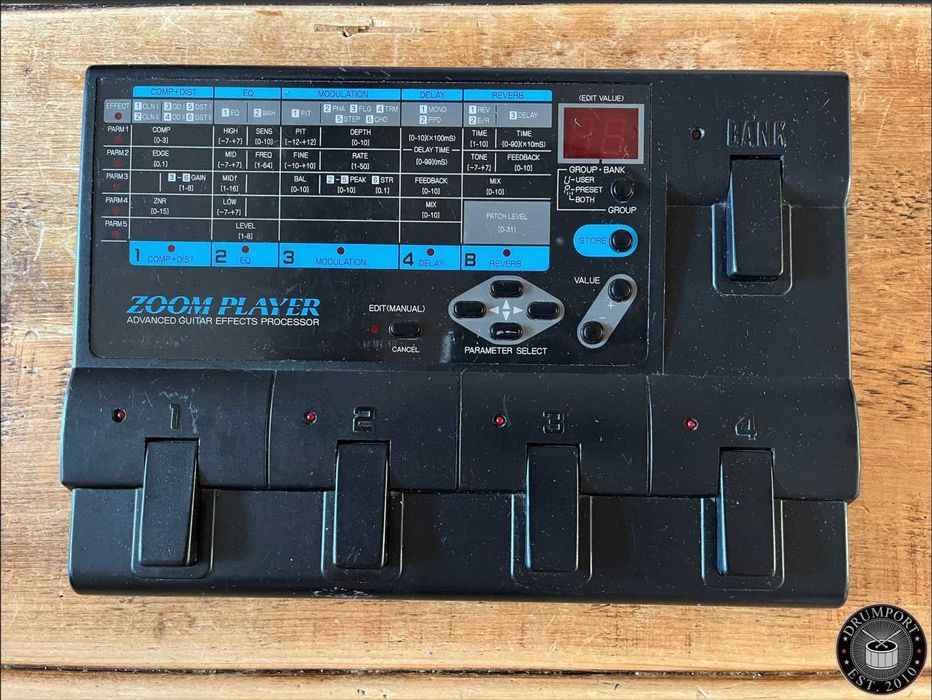 COMP+DIST EQ MODULATION DELAY REVERB
EFFECT 1 CLN I 3 OD I 5 DST I 1 EQ 2 WAH 1 PIT 2 PHA 3 FLG 4 TRM 1 MONO 1 REV 3 DELAY
2 CLN II 4 OD II 6 DST II 5 STEP 6 CHO 2 PPD 2 E/R
PARM 1 COMP [0-3] HIGH [-7-+7] SENS [0-10] PIT [-12-+12] DEPTH [0-10] [0-10](×100mS) TIME [1-10] TIME [0-90](×10mS)
DELAY TIME
PARM 2 EDGE [0,1] MID [-7-+7] FREQ [1-64] FINE [-10-+10] RATE [1-50] [0-99](mS) TONE [-7-+7] FEEDBACK [0-10]
PARM 3 3 - 6 GAIN [1-8] MIDf [1-16] BAL [0-10] 2 - 5 PEAK [0-10] 6 STR [0.1] FEEDBACK [0-10] MIX [0-10]
PARM 4 ZNR [0-15] LOW [-7-+7] MIX [0-10] PATCH LEVEL [0-31]
PARM 5 LEVEL [1-8]
1 COMP+DIST 2 EQ 3 MODULATION 4 DELAY 8 REVERB
(EDIT VALUE)
GROUP·BANK
U-USER
P-PRESET
BOTH
GROUP
STORE
VALUE
BANK
ZOOM PLAYER
ADVANCED GUITAR EFFECTS PROCESSOR
EDIT(MANUAL)
CANCEL
PARAMETER SELECT
1 2 3 4
DRUMPORT
EST 2010